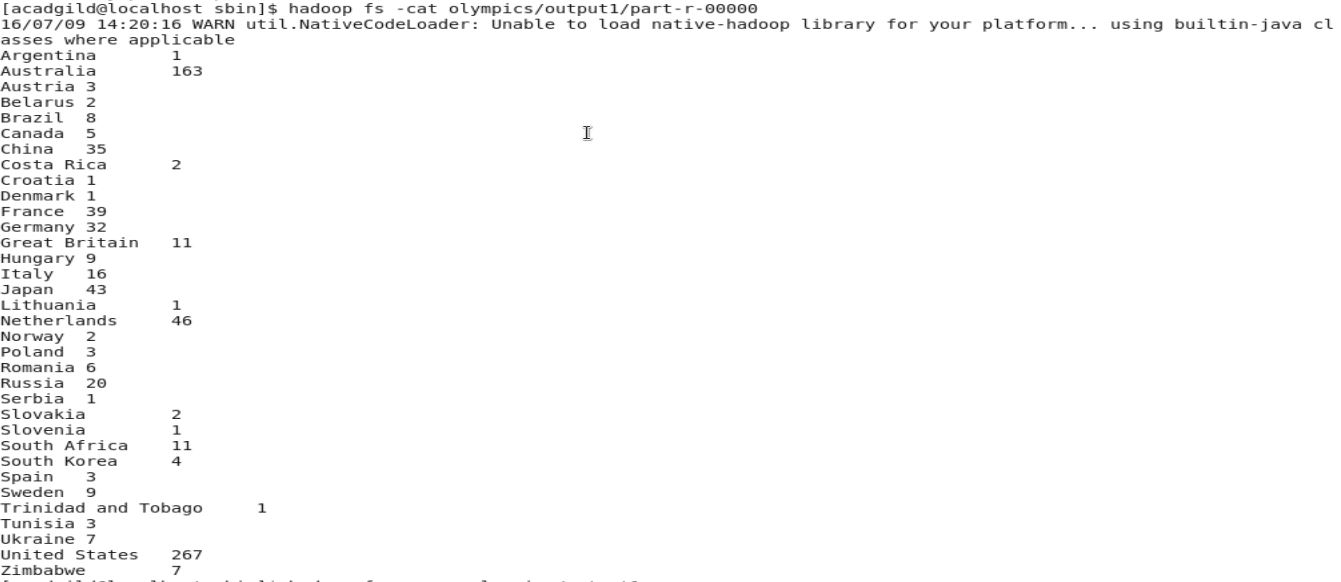 [acadgild@localhost sbin]$ hadoop fs -cat olympics/output1/part-r-00000
16/07/09 14:20:16 WARN util.NativeCodeLoader: Unable to load native-hadoop library for your platform... using builtin-java cl
asses where applicable
Argentina 1
Australia 163
Austria 3
Belarus 2
Brazil 8
Canada 5
China 35
Costa Rica 2
Croatia 1
Denmark 1
France 39
Germany 32
Great Britain 11
Hungary 9
Italy 16
Japan 43
Lithuania 1
Netherlands 46
Norway 2
Poland 3
Romania 6
Russia 20
Serbia 1
Slovakia 2
Slovenia 1
South Africa 11
South Korea 4
Spain 3
Sweden 9
Trinidad and Tobago 1
Tunisia 3
Ukraine 7
United States 267
Zimbabwe 7